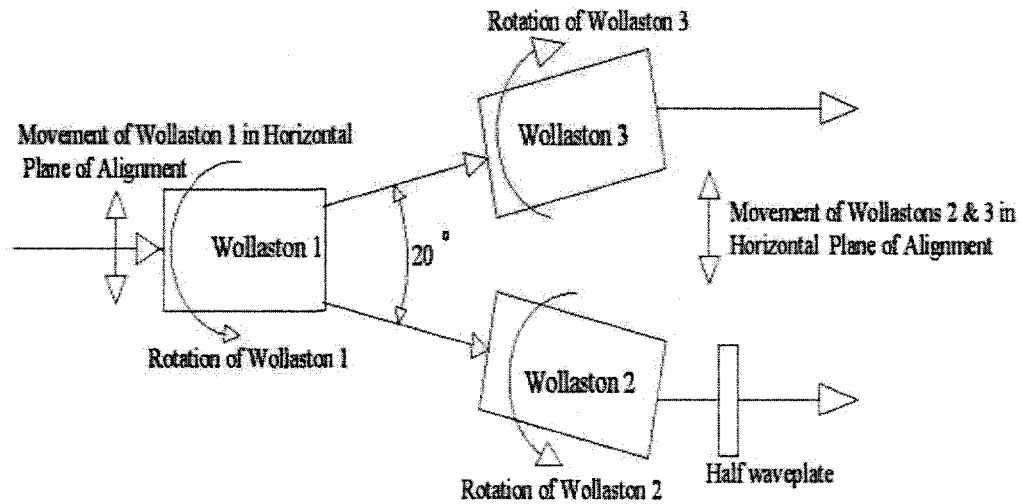 Rotation of Wollaston 3
Movement of Wollaston 1 in Horizontal
Plane of Alignment
Wollaston 3
Wollaston 1
20°
Movement of Wollastons 2 & 3 in
Horizontal Plane of Alignment
Rotation of Wollaston 1
Wollaston 2
Rotation of Wollaston 2
Half waveplate